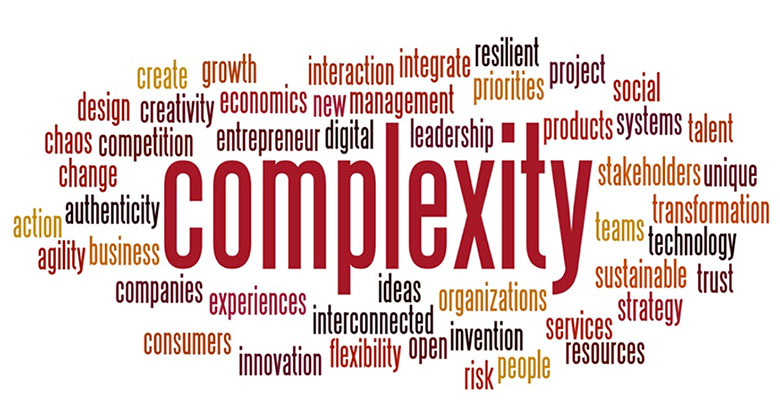 resilient
create growth interaction integrate priorities project social
design creativity economics new management
chaos competition entrepreneur digital leadership products systems talent
change complexity stakeholders unique
action authenticity teams transformation
agility business technology
companies experiences ideas organizations sustainable trust
interconnected strategy
consumers innovation flexibility open invention services resources
risk people